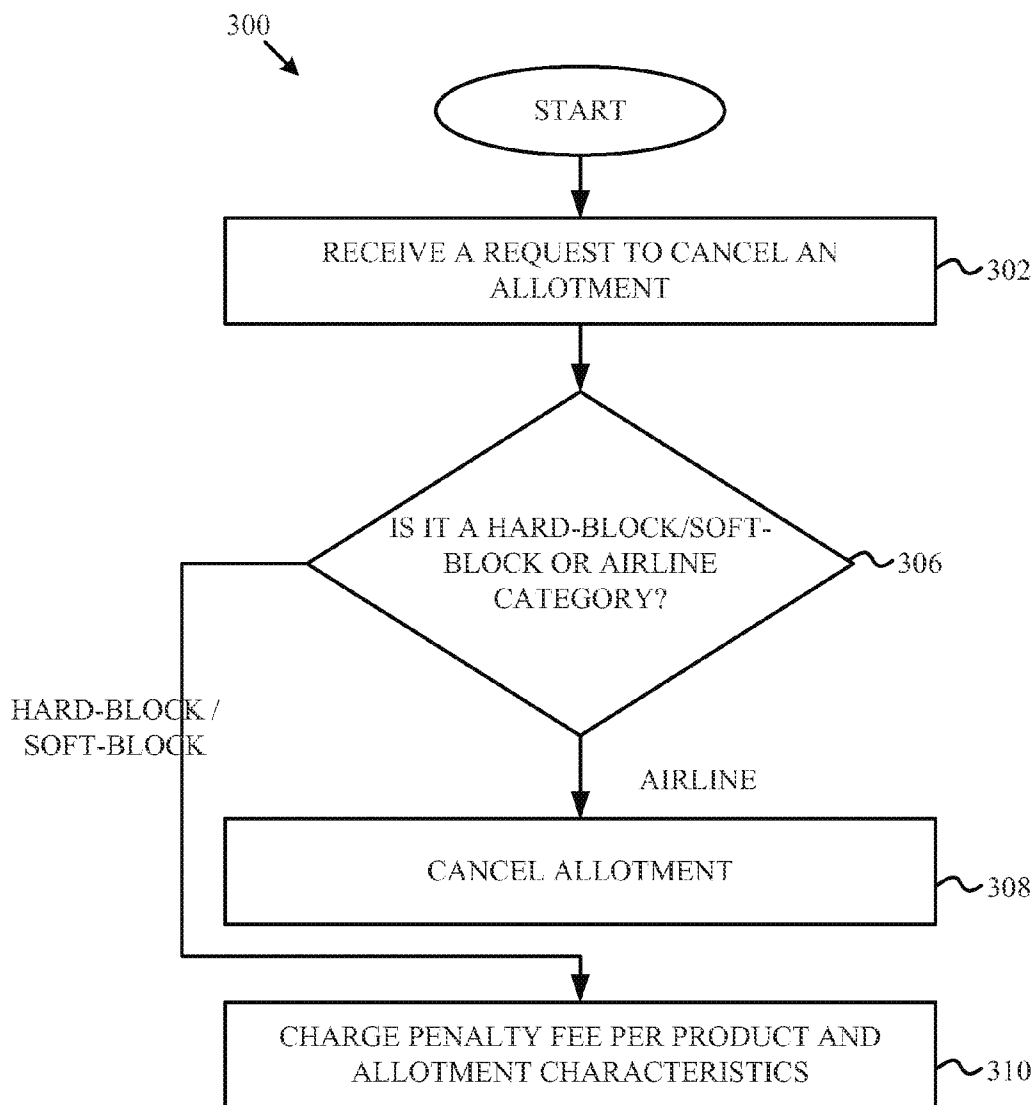 300
START
RECEIVE A REQUEST TO CANCEL AN
ALLOTMENT
302
IS IT A HARD-BLOCK/SOFT-
BLOCK OR AIRLINE
CATEGORY?
306
HARD-BLOCK /
SOFT-BLOCK
AIRLINE
CANCEL ALLOTMENT
308
CHARGE PENALTY FEE PER PRODUCT AND
ALLOTMENT CHARACTERISTICS
310